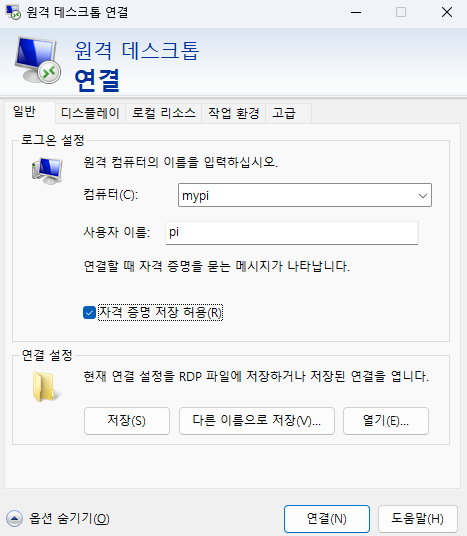 원격 데스크톱 연결
원격 데스크톱
연결
일반 디스플레이 로컬 리소스 작업 환경 고급
로그온 설정
원격 컴퓨터의 이름을 입력하십시오.
컴퓨터(C): mypi
사용자 이름: pi
연결할 때 자격 증명을 묻는 메시지가 나타납니다.
자격 증명 저장 허용(R)
연결 설정
현재 연결 설정을 RDP 파일에 저장하거나 저장된 연결을 엽니다.
저장(S) 다른 이름으로 저장(V)... 열기(E)...
옵션 숨기기(O) 연결(N) 도움말(H)